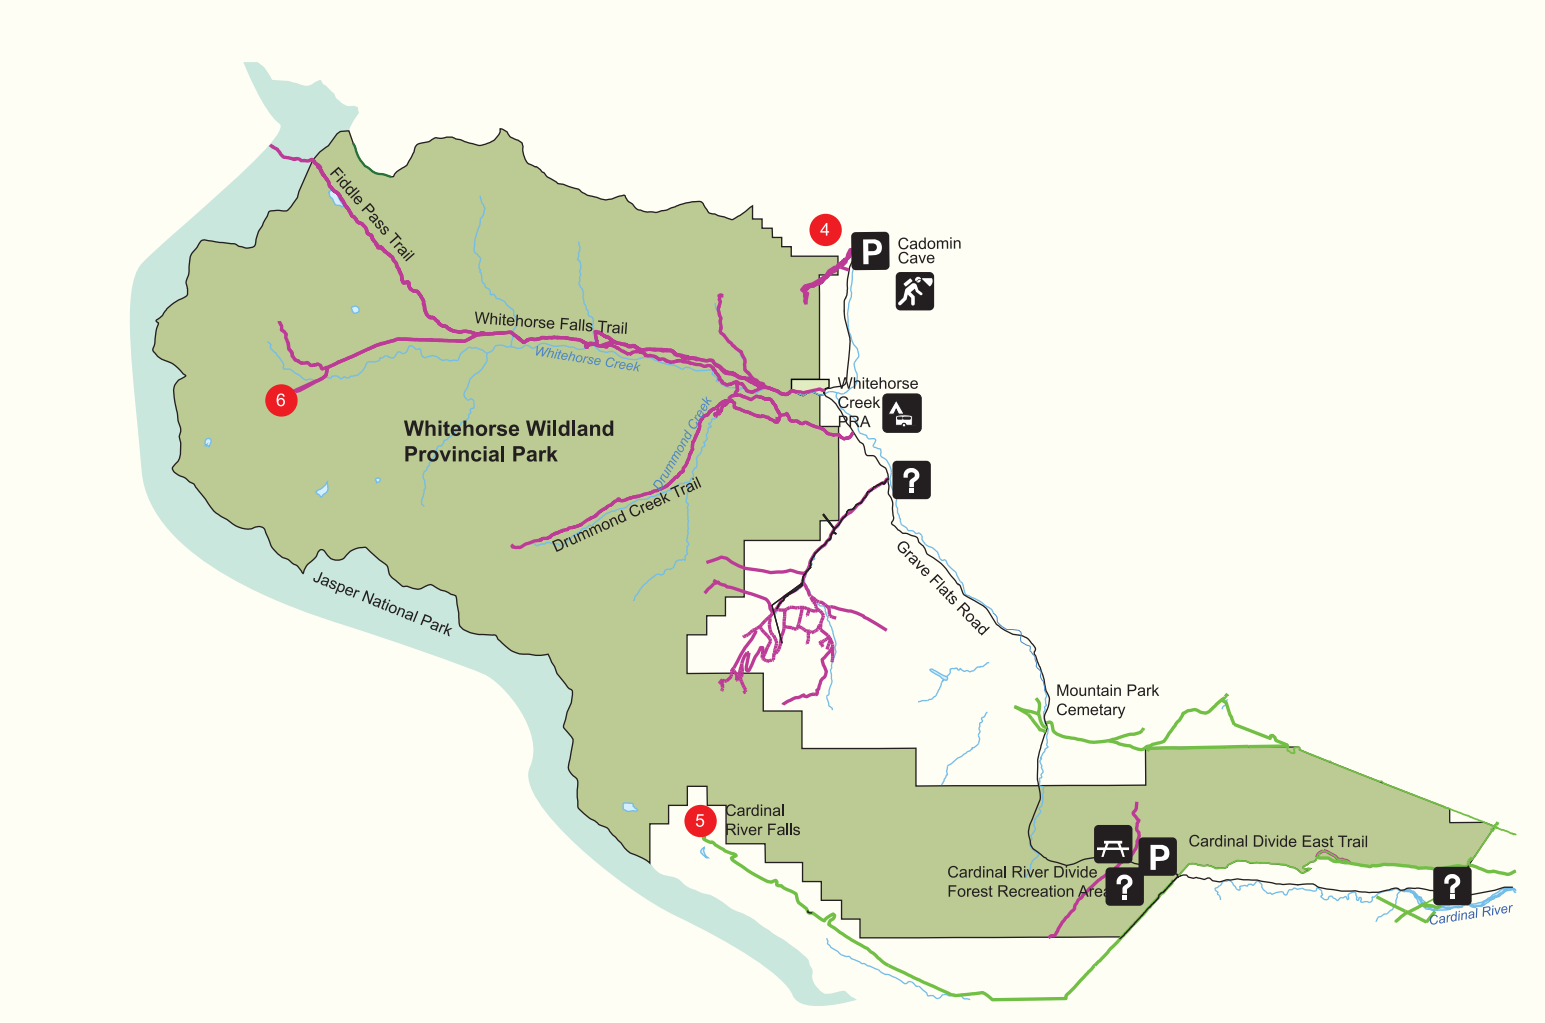 Fiddle Pass Trail
4
P
Cadomin
Cave
Whitehorse Falls Trail
Whitehorse Creek
6
Whitehorse
Creek
PRA
Whitehorse Wildland
Provincial Park
Drummond Creek
Drummond Creek Trail
?
Grave Flats Road
Jasper National Park
Mountain Park
Cemetary
5
Cardinal
River Falls
Cardinal Divide East Trail
P
Cardinal River Divide
Forest Recreation Area
?
?
Cardinal River